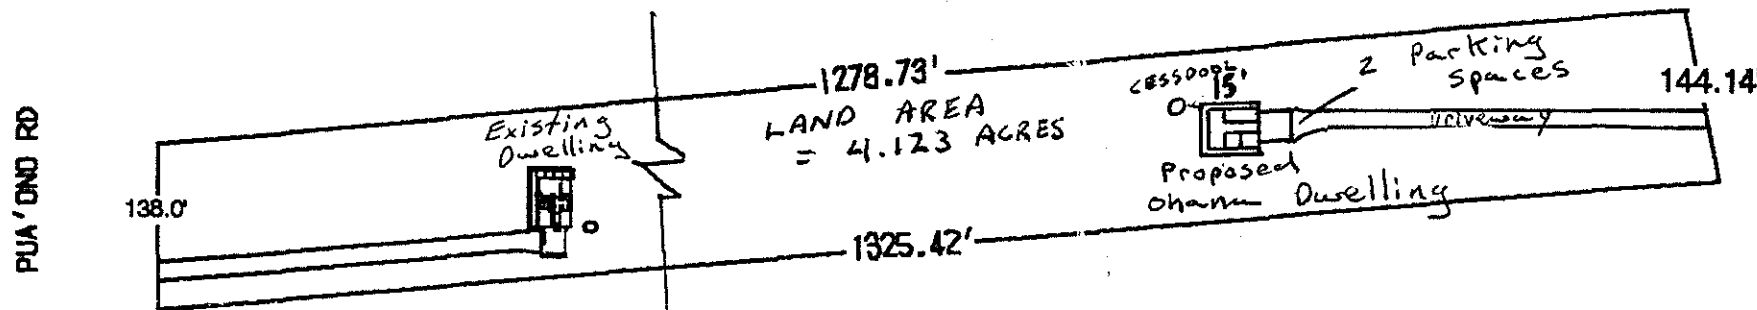 PUA'ONO RD
138.0'
Existing
Dwelling
1278.73'
LAND AREA
= 4.123 ACRES
1325.42'
CESSPOOL
15'
2 Parking
Spaces
144.14
Driveway
Proposed
Ohana Dwelling